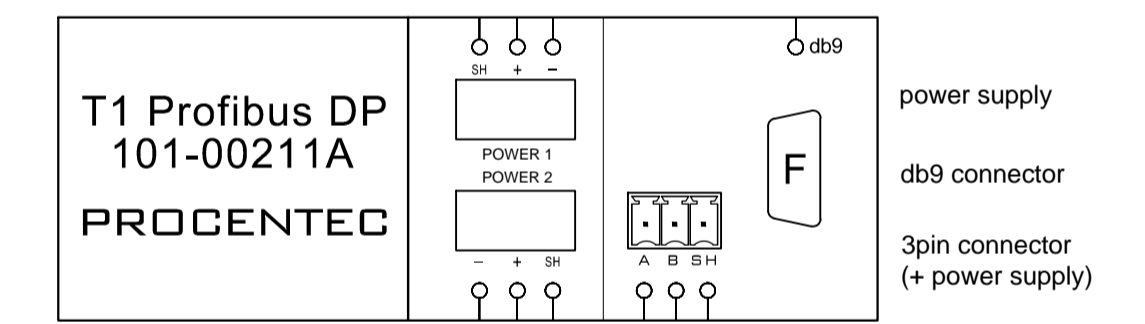 T1 Profibus DP
101-00211A
PROCENTEC
SH + −
POWER 1
POWER 2
− + SH
db9
F
A B SH
power supply
db9 connector
3pin connector
(+ power supply)